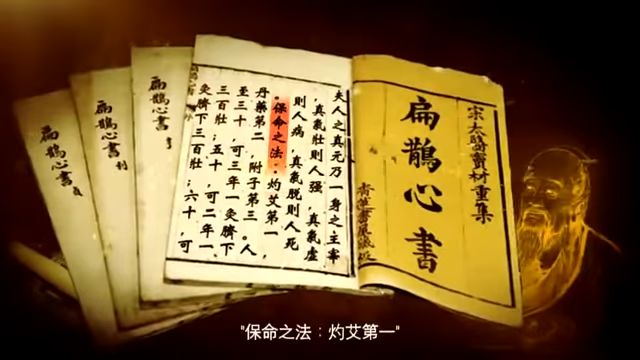 宋太醫竇材重集
扁鵲心書
夫人之真元乃一身之主宰
，真氣壯則人强，真氣虛
則人病，真氣脱則人死
。保命之法：灼艾第一，
丹藥第二，附子第三。人
至三十，可三年一灸臍下
三百壯；五十，可二年一
灸臍下三百壯；六十，可
扁鵲心書
扁鵲心書
扁鵲心書
"保命之法：灼艾第一"